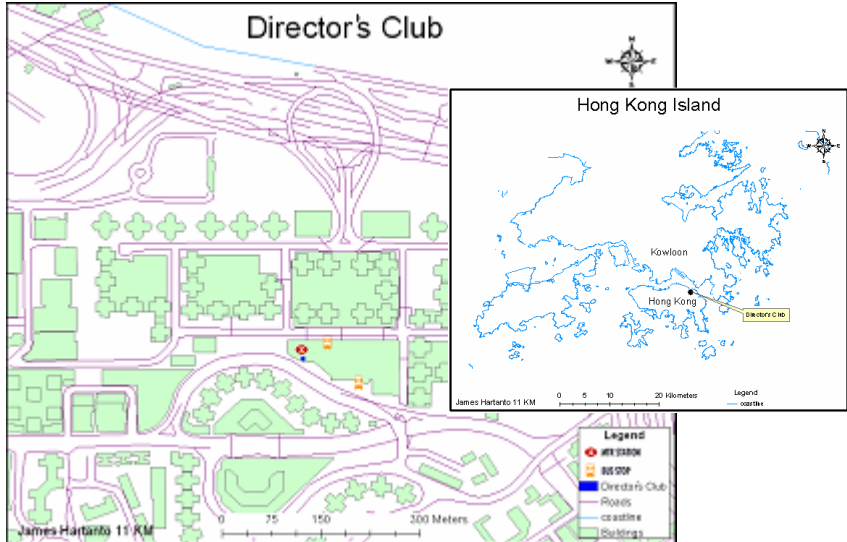 Director's Club
N
W E
S
Hong Kong Island
N
W E
S
Kowloon
Hong Kong
Director's Club
James Hartanto 11 KM
0 5 10 20 Kilometers
Legend
coastline
Legend
MTR STATION
BUS STOP
Director's Club
Roads
coastline
Buildings
James Hartanto 11 KM
0 75 150 300 Meters